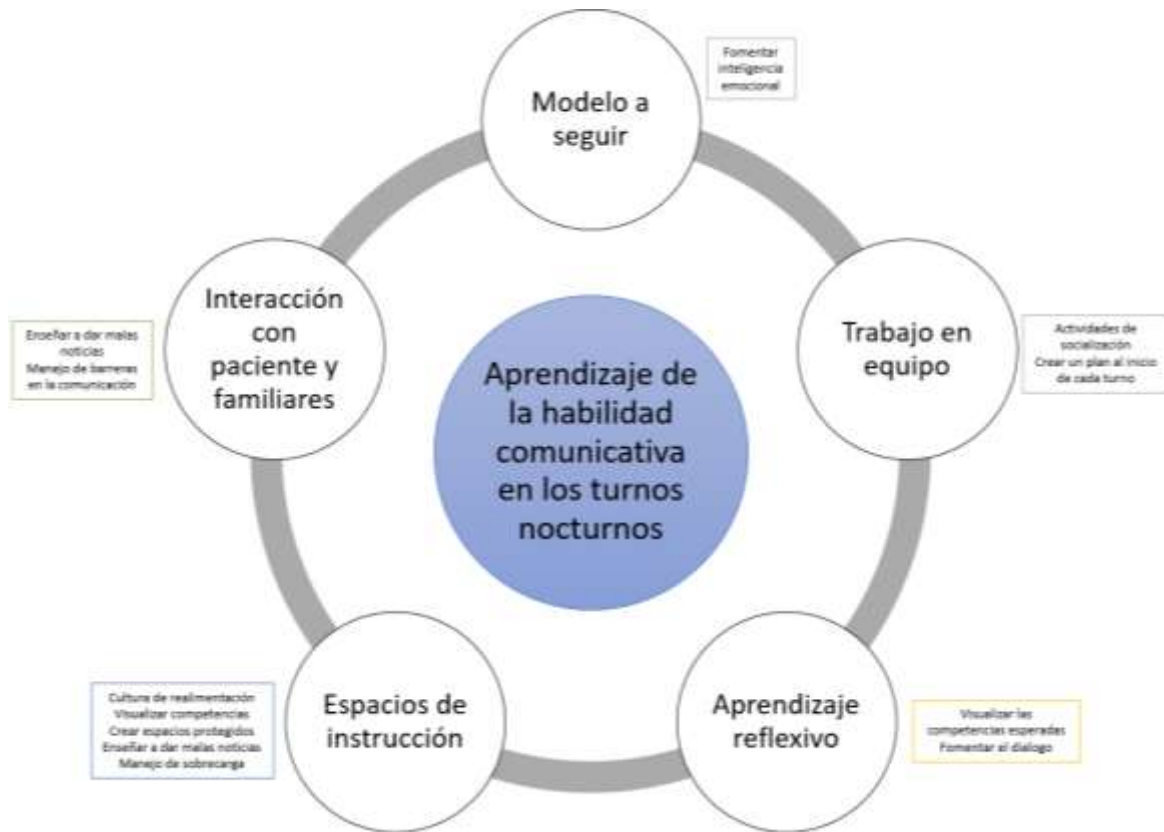 Fomentar
inteligencia
emocional
Modelo a
seguir
Interacción
con
paciente y
familiares
Enseñar a dar malas
noticias
Manejo de barreras
en la comunicación
Trabajo en
equipo
Actividades de
socialización
Crear un plan al inicio
de cada turno
Aprendizaje de
la habilidad
comunicativa
en los turnos
nocturnos
Cultura de realimentación
Visualizar competencias
Crear espacios protegidos
Enseñar a dar malas noticias
Manejo de sobrecarga
Espacios de
instrucción
Aprendizaje
reflexivo
Visualizar las
competencias esperadas
Fomentar el dialogo